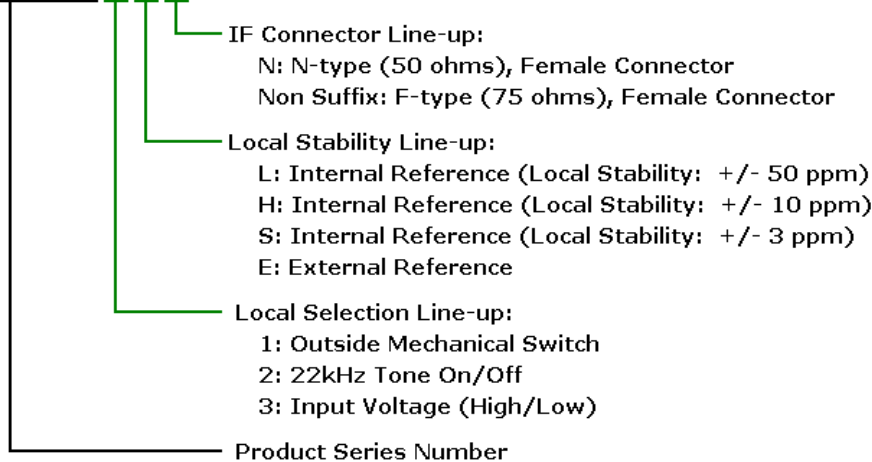 IF Connector Line-up:
N: N-type (50 ohms), Female Connector
Non Suffix: F-type (75 ohms), Female Connector
Local Stability Line-up:
L: Internal Reference (Local Stability: +/- 50 ppm)
H: Internal Reference (Local Stability: +/- 10 ppm)
S: Internal Reference (Local Stability: +/- 3 ppm)
E: External Reference
Local Selection Line-up:
1: Outside Mechanical Switch
2: 22kHz Tone On/Off
3: Input Voltage (High/Low)
Product Series Number